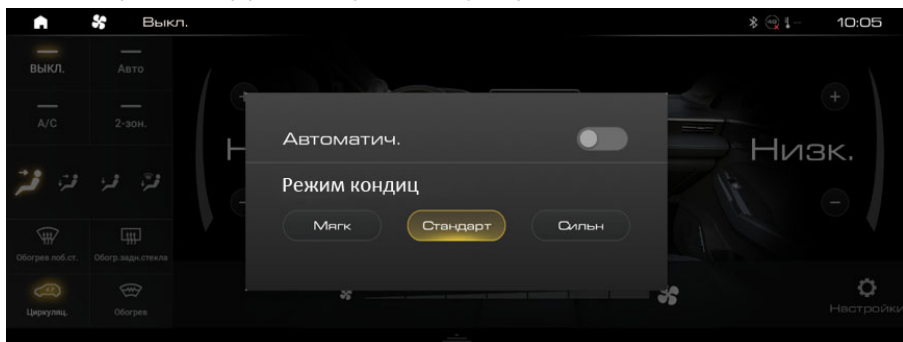 Выкл. 4G 10:05
ВЫКЛ. Авто
A/C 2-зон.
Автоматич.
Низк.
Режим кондиц
Мягк Стандарт Сильн
Обогрев лоб.ст. Обогр.задн.стекла
Циркуляц. Обогрев
Настройки